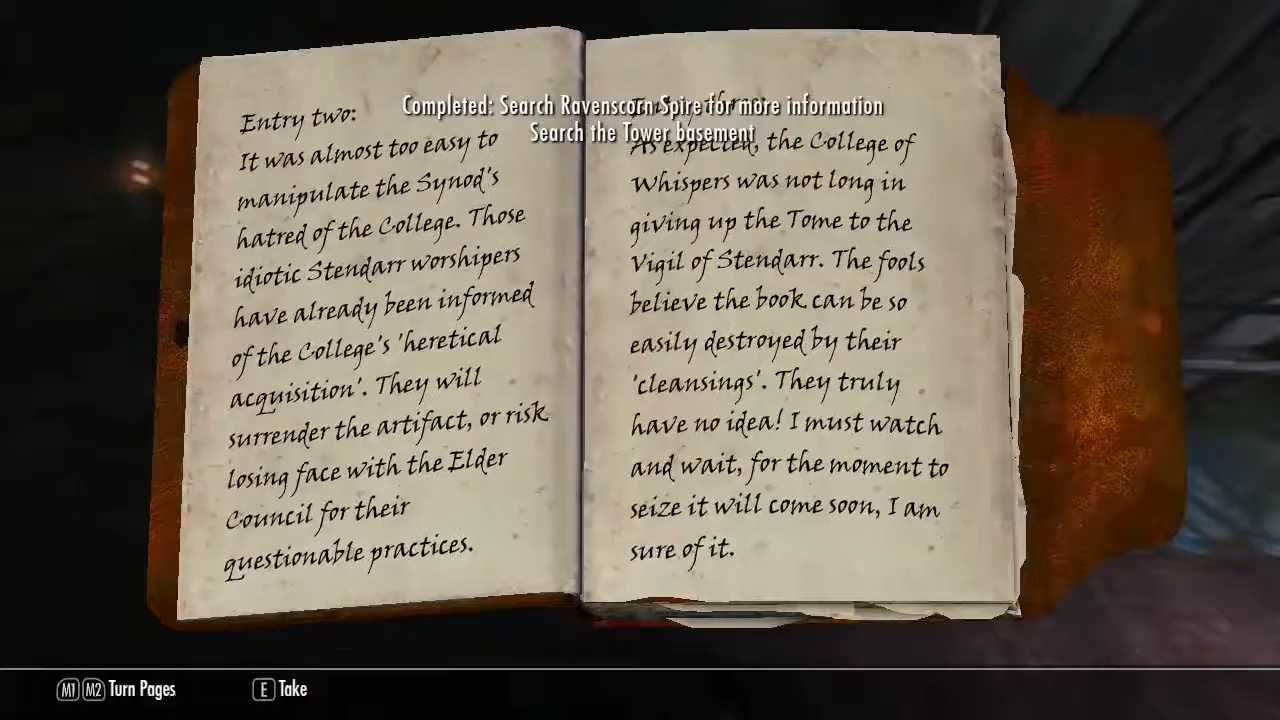 Completed: Search Ravenscorn Spire for more information
Search the Tower basement
Entry two:
It was almost too easy to
manipulate the Synod's
hatred of the College. Those
idiotic Stendarr worshipers
have already been informed
of the College's 'heretical
acquisition'. They will
surrender the artifact, or risk
losing face with the Elder
Council for their
questionable practices.
As expected, the College of
Whispers was not long in
giving up the Tome to the
Vigil of Stendarr. The fools
believe the book can be so
easily destroyed by their
'cleansings'. They truly
have no idea! I must watch
and wait, for the moment to
seize it will come soon, I am
sure of it.
M1 M2 Turn Pages
E Take